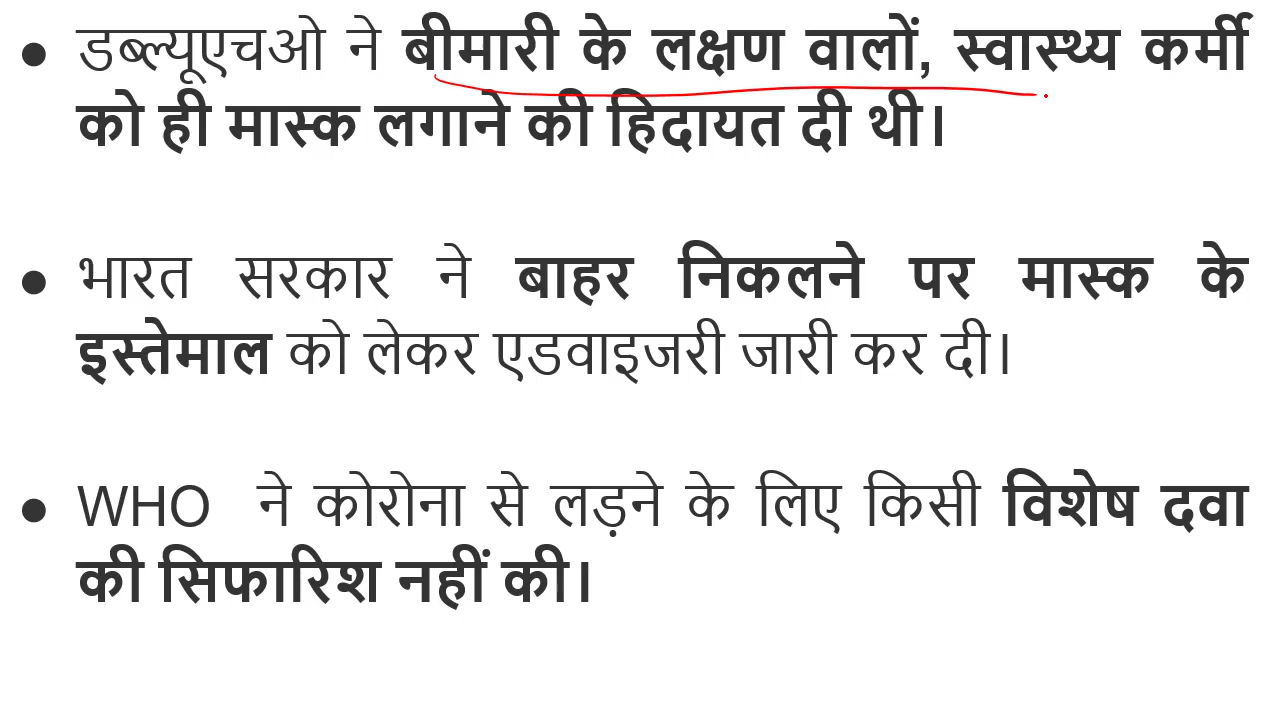 • डब्ल्यूएचओ ने बीमारी के लक्षण वालों, स्वास्थ्य कर्मी
को ही मास्क लगाने की हिदायत दी थी।
• भारत सरकार ने बाहर निकलने पर मास्क के
इस्तेमाल को लेकर एडवाइजरी जारी कर दी।
• WHO ने कोरोना से लड़ने के लिए किसी विशेष दवा
की सिफारिश नहीं की।